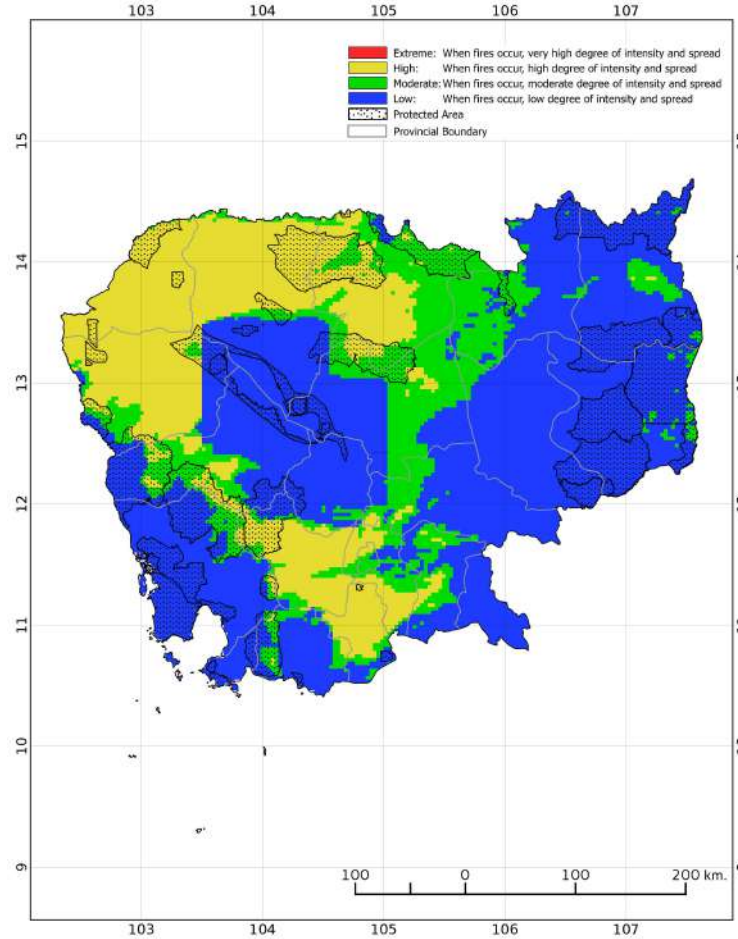 103 104 105 106 107
Extreme: When fires occur, very high degree of intensity and spread
High: When fires occur, high degree of intensity and spread
Moderate: When fires occur, moderate degree of intensity and spread
Low: When fires occur, low degree of intensity and spread
Protected Area
Provincial Boundary
15
14
13
12
11
10
9
100 0 100 200 km.
103 104 105 106 107